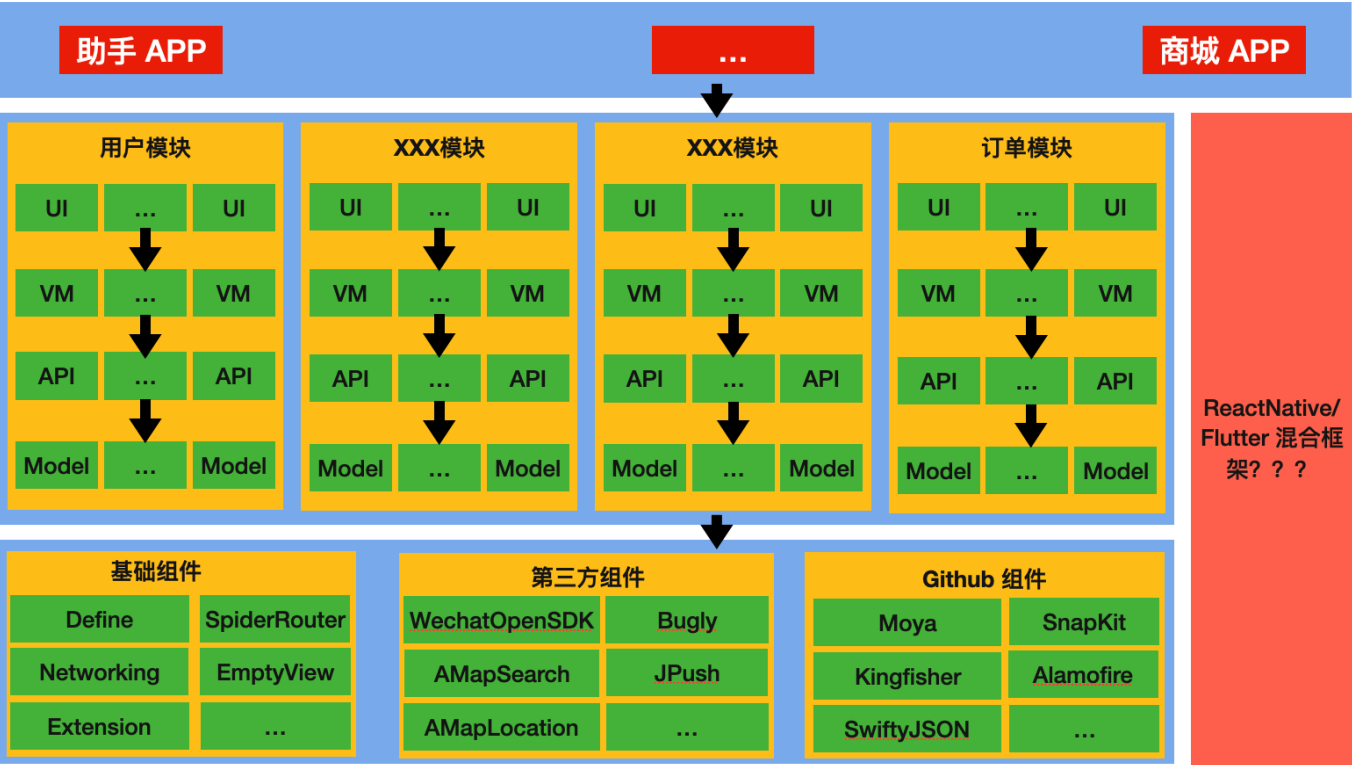 助手 APP
...
商城 APP
用户模块
XXX模块
XXX模块
订单模块
UI ... UI
UI ... UI
UI ... UI
UI ... UI
VM ... VM
VM ... VM
VM ... VM
VM ... VM
API ... API
API ... API
API ... API
API ... API
Model ... Model
Model ... Model
Model ... Model
Model ... Model
ReactNative/
Flutter 混合框
架？？？
基础组件
Define
SpiderRouter
Networking
EmptyView
Extension
...
第三方组件
WechatOpenSDK
Bugly
AMapSearch
JPush
AMapLocation
...
Github 组件
Moya
SnapKit
Kingfisher
Alamofire
SwiftyJSON
...